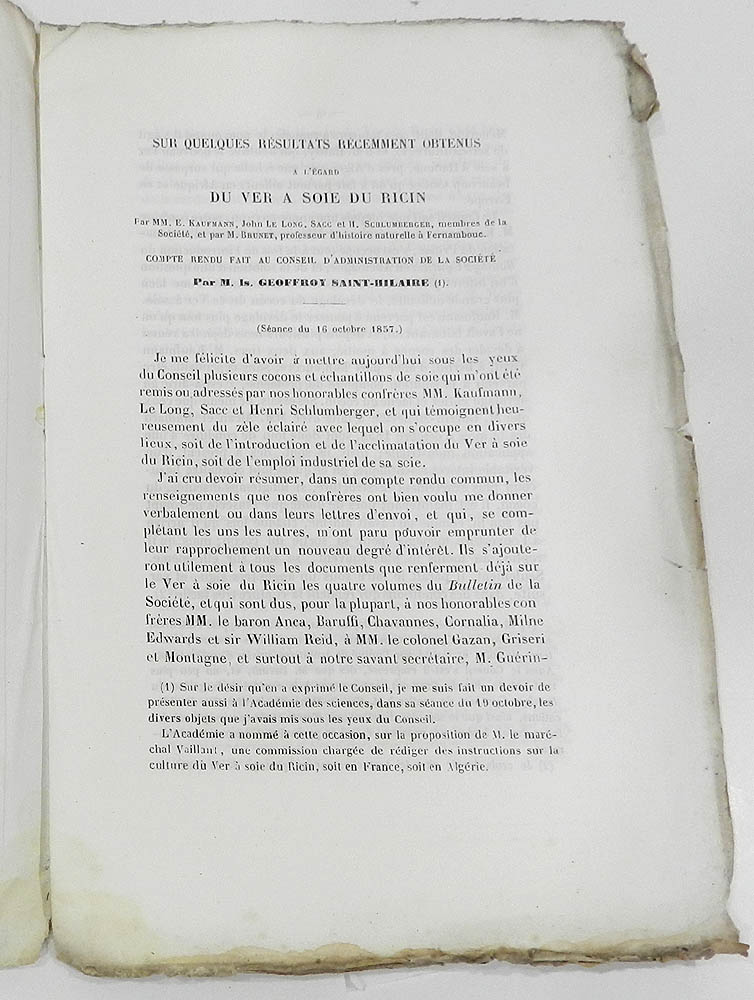 SUR QUELQUES RÉSULTATS RÉCEMMENT OBTENUS
A L'ÉGARD
DU VER A SOIE DU RICIN
Par MM. E. KAUFMANN, John LE LONG, SACC et H. SCHLUMBERGER, membres de la
Société, et par M. BRUNET, professeur d'histoire naturelle à Fernambouc.
COMPTE RENDU FAIT AU CONSEIL D'ADMINISTRATION DE LA SOCIÉTÉ
Par M. Is. GEOFFROY SAINT-HILAIRE (1).
(Séance du 16 octobre 1857.)
Je me félicite d'avoir à mettre aujourd'hui sous les yeux
du Conseil plusieurs cocons et échantillons de soie qui m'ont été
remis ou adressés par nos honorables confrères MM. Kaufmann,
Le Long, Sacc et Henri Schlumberger, et qui témoignent heu-
reusement du zèle éclairé avec lequel on s'occupe en divers
lieux, soit de l'introduction et de l'acclimatation du Ver à soie
du Ricin, soit de l'emploi industriel de sa soie.
J'ai cru devoir résumer, dans un compte rendu commun, les
renseignements que nos confrères ont bien voulu me donner
verbalement ou dans leurs lettres d'envoi, et qui, se com-
plétant les uns les autres, m'ont paru pouvoir emprunter de
leur rapprochement un nouveau degré d'intérêt. Ils s'ajoute-
ront utilement à tous les documents que renferment déjà sur
le Ver à soie du Ricin les quatre volumes du Bulletin de la
Société, et qui sont dus, pour la plupart, à nos honorables con
frères MM. le baron Anca, Baruffi, Chavannes, Cornalia, Milne
Edwards et sir William Reid, à MM. le colonel Gazan, Griseri
et Montagne, et surtout à notre savant secrétaire, M. Guérin-
(1) Sur le désir qu'en a exprimé le Conseil, je me suis fait un devoir de
présenter aussi à l'Académie des sciences, dans sa séance du 19 octobre, les
divers objets que j'avais mis sous les yeux du Conseil.
L'Académie a nommé à cette occasion, sur la proposition de M. le maré-
chal Vaillant, une commission chargée de rédiger des instructions sur la
culture du Ver à soie du Ricin, soit en France, soit en Algérie.